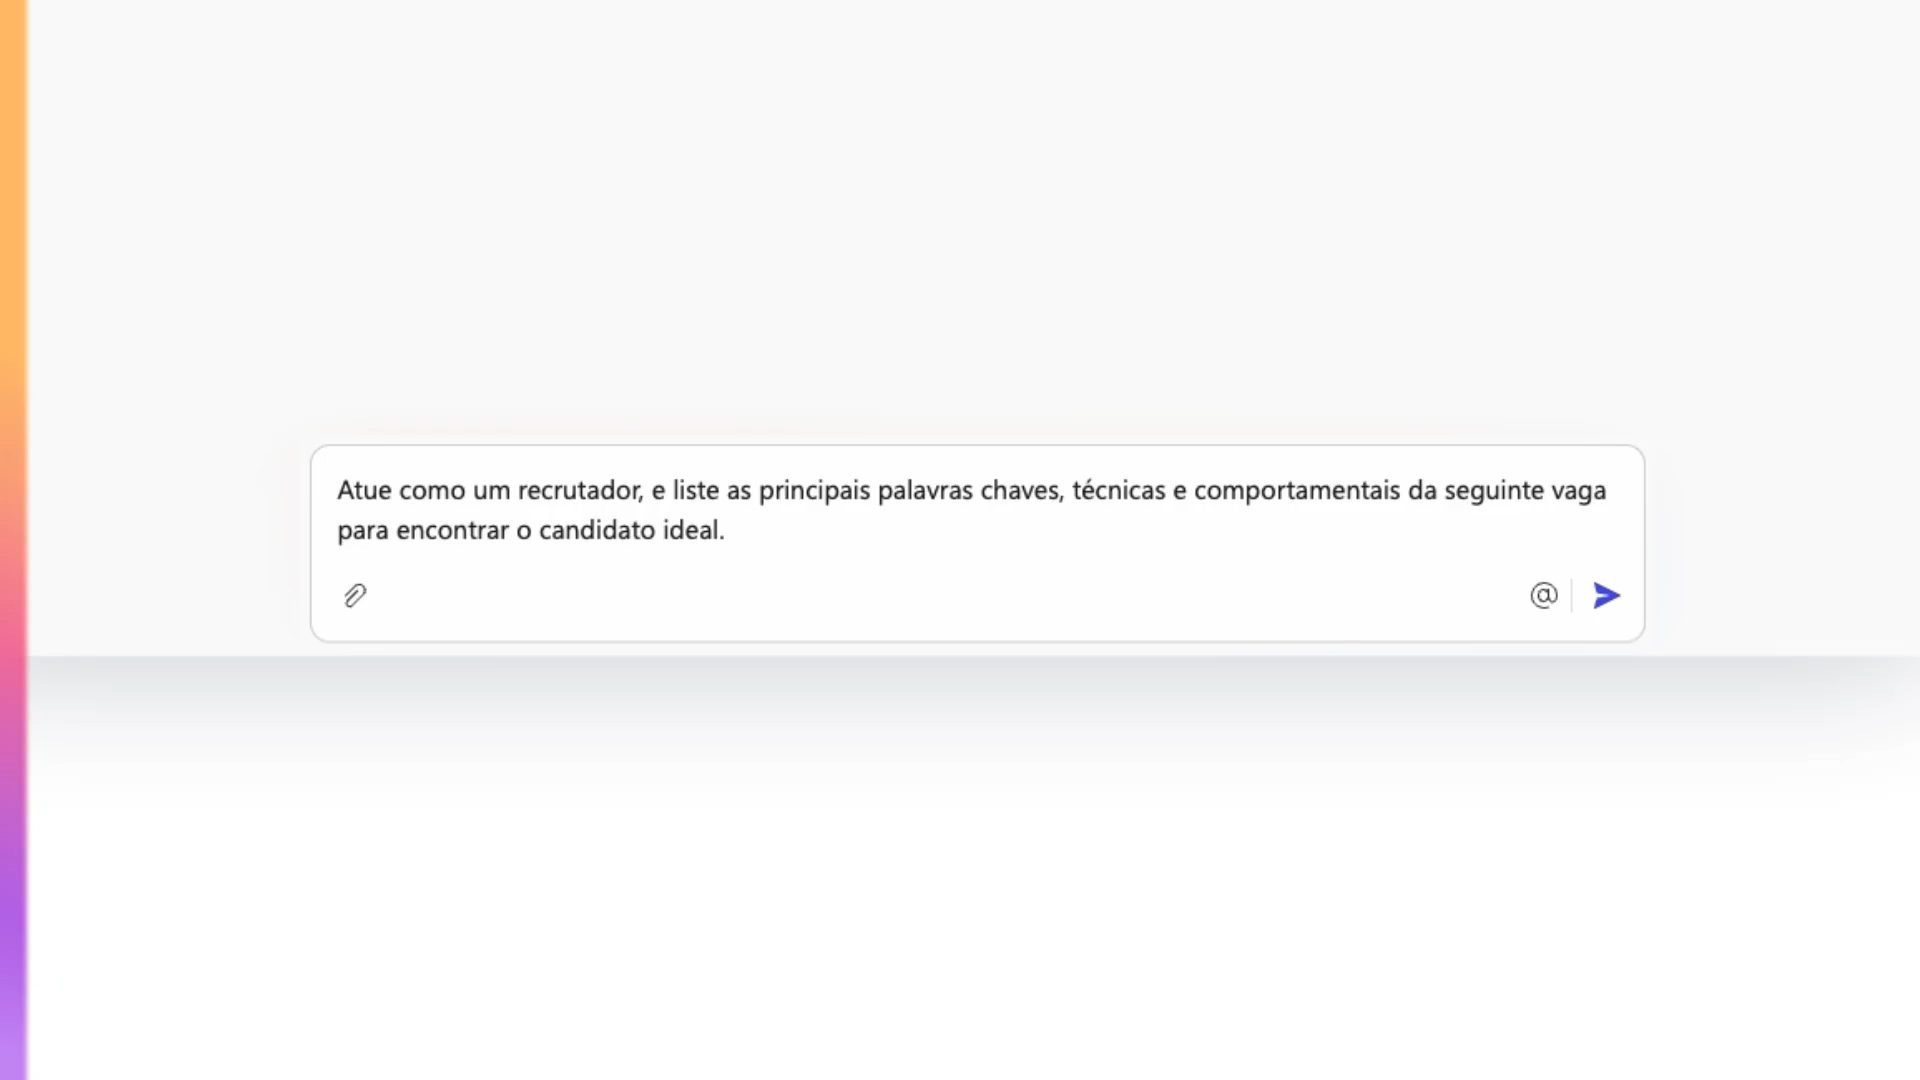 Atue como um recrutador, e liste as principais palavras chaves, técnicas e comportamentais da seguinte vaga
para encontrar o candidato ideal.